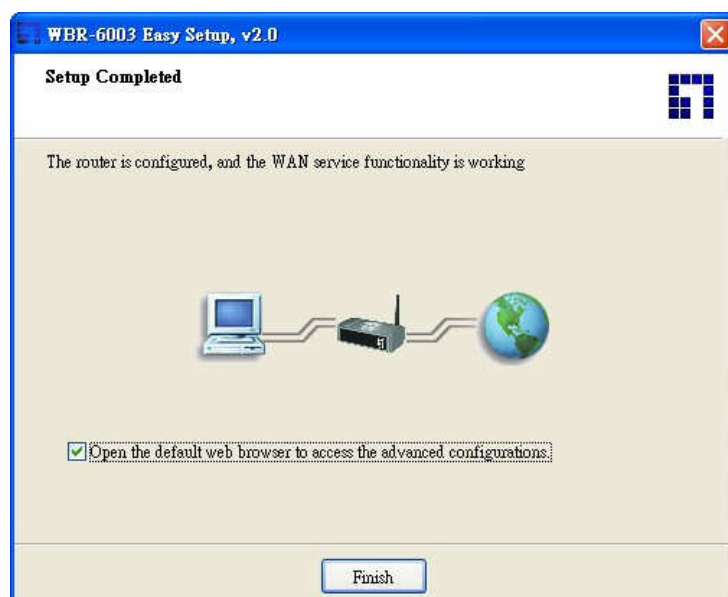 WBR-6003 Easy Setup, v2.0
Setup Completed
The router is configured, and the WAN service functionality is working
Open the default web browser to access the advanced configurations.
Finish